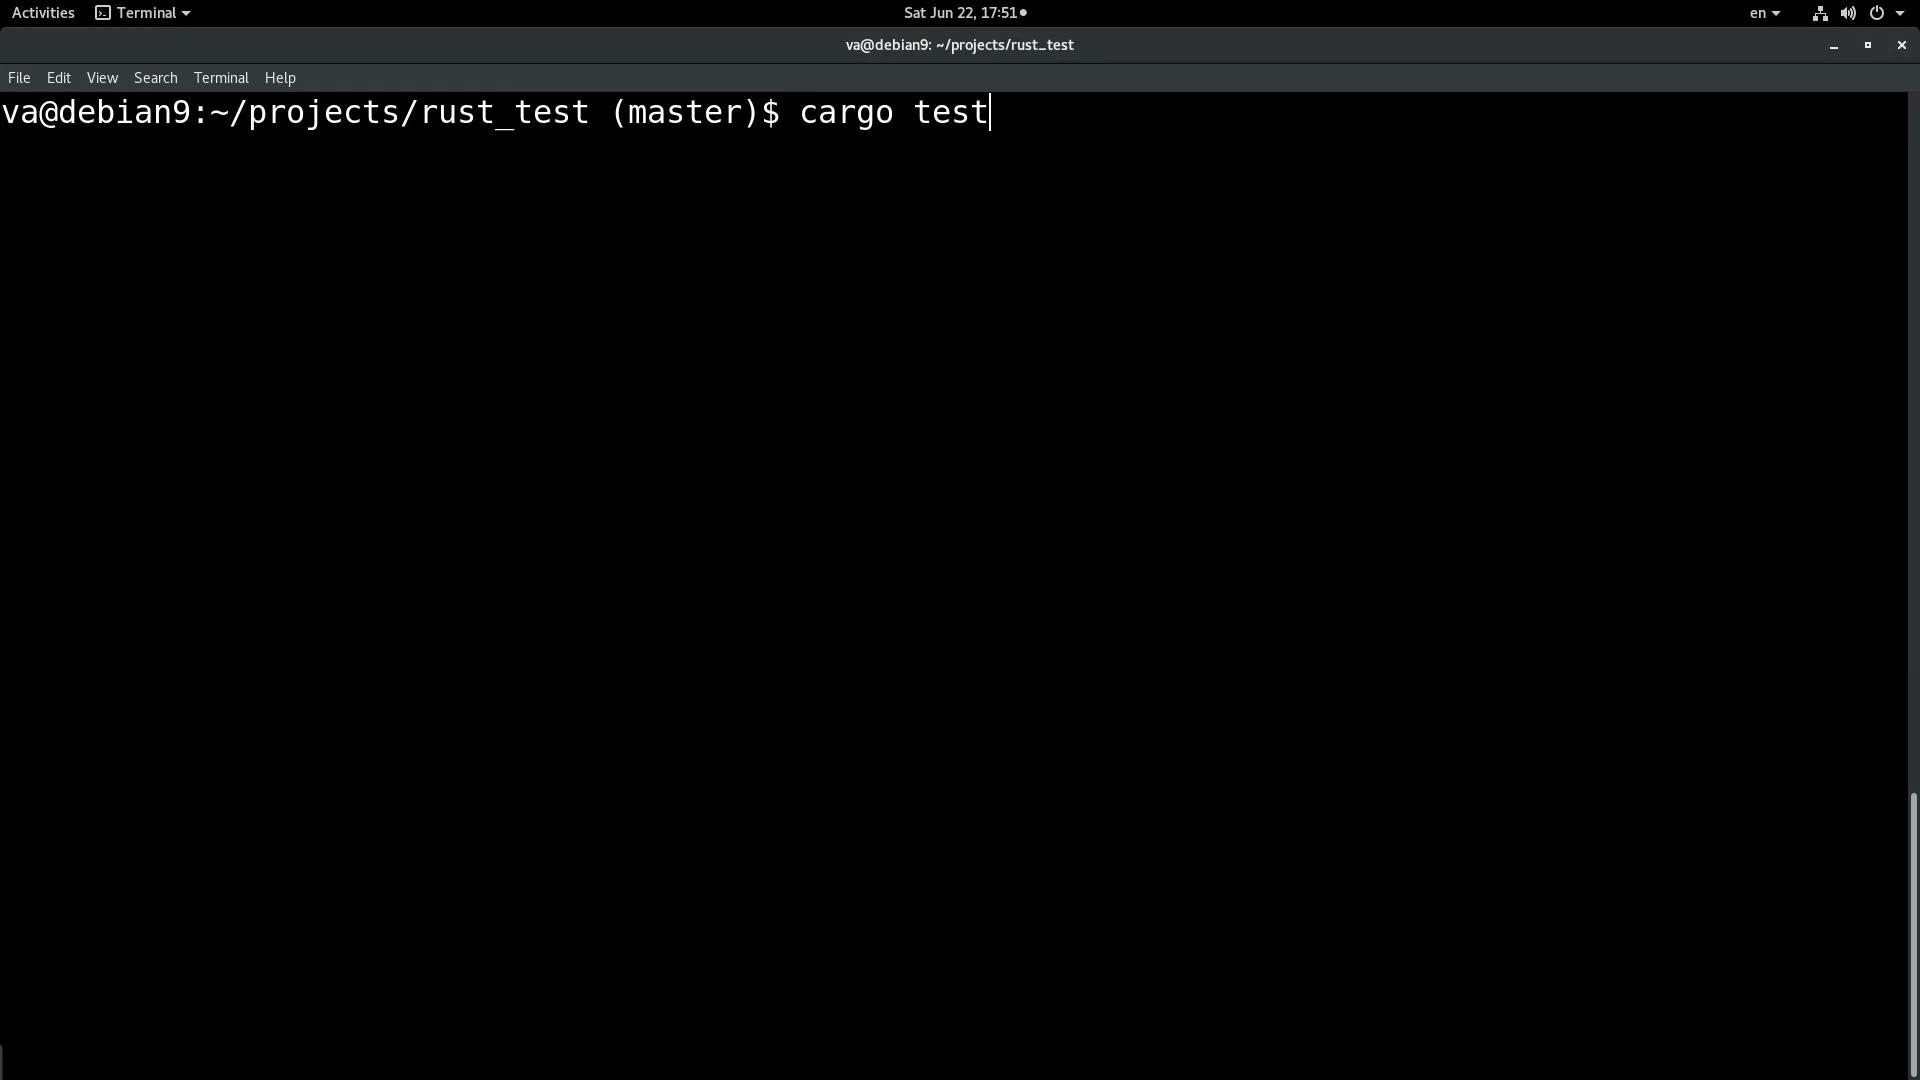 Activities Terminal Sat Jun 22, 17:51 en
va@debian9: ~/projects/rust_test
File Edit View Search Terminal Help
va@debian9:~/projects/rust_test (master)$ cargo test